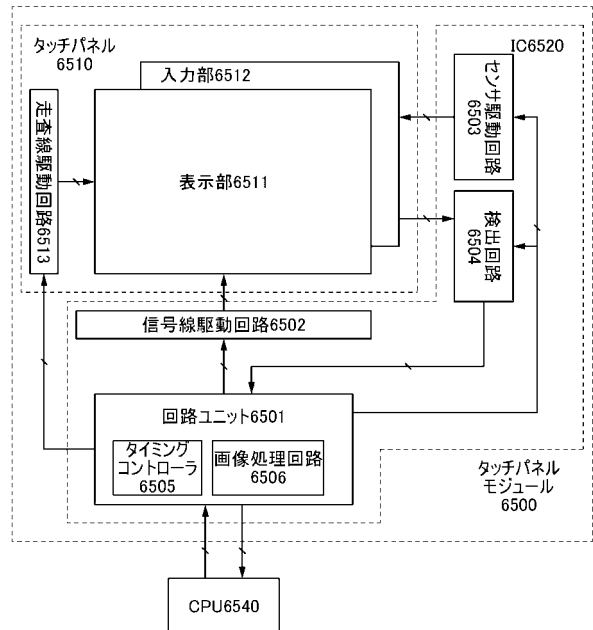 タッチパネル
6510
IC6520
入力部6512
センサ駆動回路
6503
走査線駆動回路6513
表示部6511
検出回路
6504
信号線駆動回路6502
回路ユニット6501
タイミング
コントローラ
6505
画像処理回路
6506
タッチパネル
モジュール
6500
CPU6540